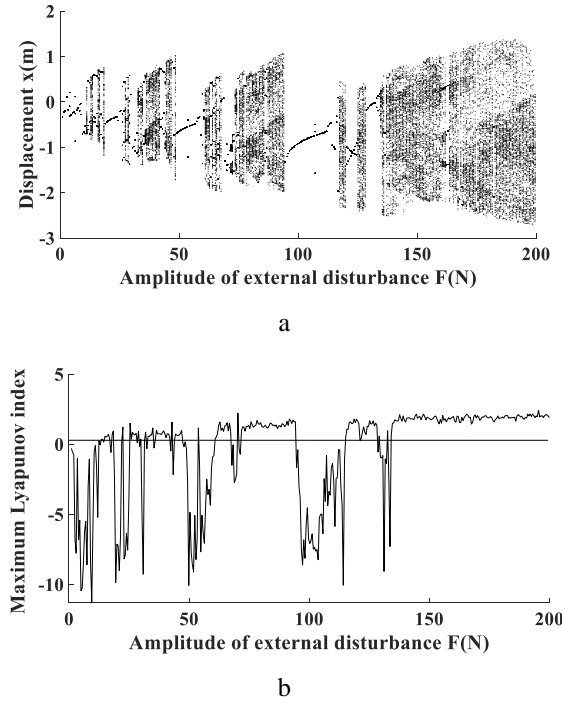 2
1
0
-1
-2
-3
0 50 100 150 200
Displacement x(m)
Amplitude of external disturbance F(N)
a
5
0
-5
-10
0 50 100 150 200
Maximum Lyapunov index
Amplitude of external disturbance F(N)
b